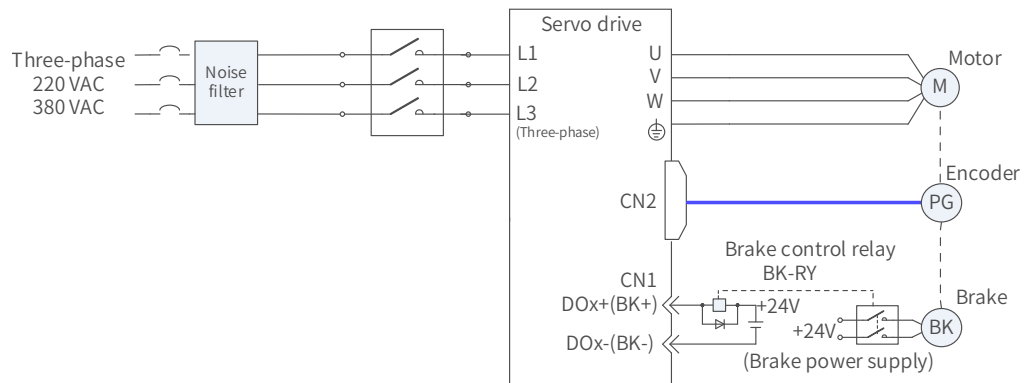 Servo drive
Three-phase
220 VAC
380 VAC
Noise
filter
L1
L2
L3
(Three-phase)
U
V
W
Motor
M
CN2
Encoder
PG
Brake control relay
BK-RY
CN1
DOx+(BK+)
+24V
DOx-(BK-)
+24V
(Brake power supply)
Brake
BK